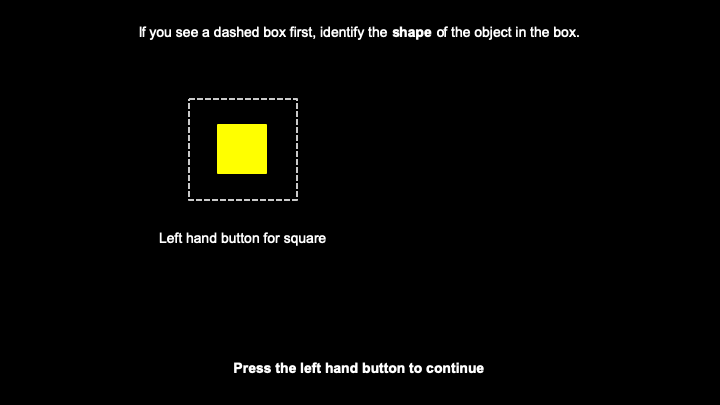 If you see a dashed box first, identify the shape of the object in the box.
Left hand button for square
Press the left hand button to continue